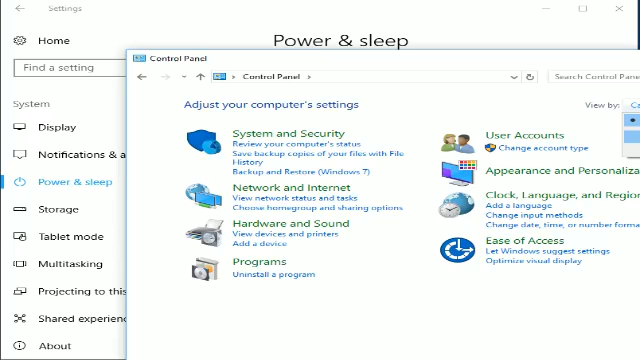 Settings
Home
Power & sleep
Find a setting
System
Display
Notifications & a
Power & sleep
Storage
Tablet mode
Multitasking
Projecting to this
Shared experienc
About
Control Panel
Control Panel
Search Control Pane
Adjust your computer's settings
View by:
System and Security
Review your computer's status
Save backup copies of your files with File
History
Backup and Restore (Windows 7)
Network and Internet
View network status and tasks
Choose homegroup and sharing options
Hardware and Sound
View devices and printers
Add a device
Programs
Uninstall a program
User Accounts
Change account type
Appearance and Personaliza
Clock, Language, and Region
Add a language
Change input methods
Change date, time, or number forma
Ease of Access
Let Windows suggest settings
Optimize visual display